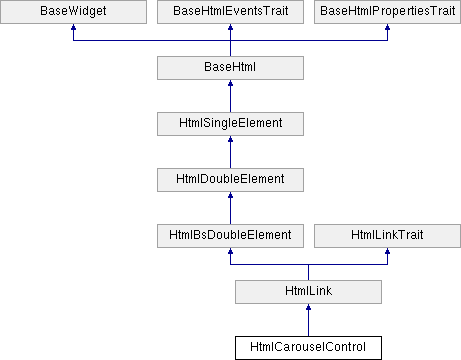 BaseWidget
BaseHtmlEventsTrait
BaseHtmlPropertiesTrait
BaseHtml
HtmlSingleElement
HtmlDoubleElement
HtmlBsDoubleElement
HtmlLinkTrait
HtmlLink
HtmlCarouselControl